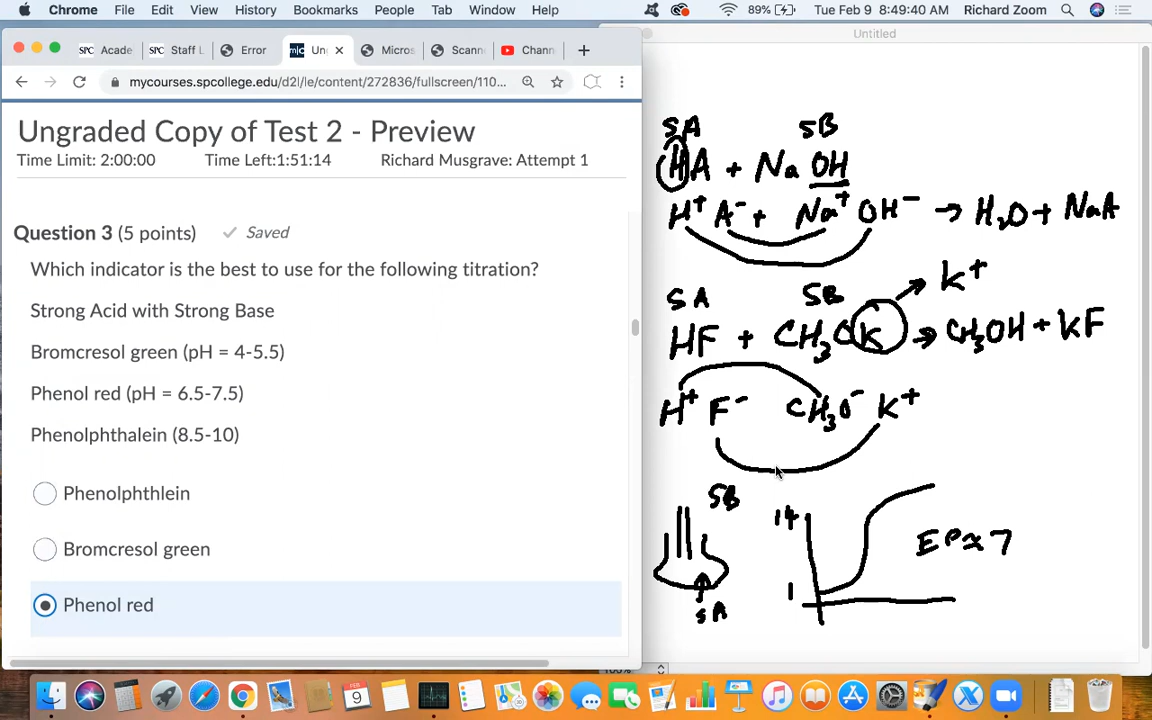 Chrome File Edit View History Bookmarks People Tab Window Help 89% Tue Feb 9 8:49:40 AM Richard Zoom
Untitled
SPC Acade SPC Staff L Error Un Micros Scann Chann
mycourses.spcollege.edu/d2l/le/content/272836/fullscreen/110...
Ungraded Copy of Test 2 - Preview
Time Limit: 2:00:00 Time Left:1:51:14 Richard Musgrave: Attempt 1
Question 3 (5 points) Saved
Which indicator is the best to use for the following titration?
Strong Acid with Strong Base
Bromcresol green (pH = 4-5.5)
Phenol red (pH = 6.5-7.5)
Phenolphthalein (8.5-10)
Phenolphthlein
Bromcresol green
Phenol red
SA SB
HA + NaOH
H+ A- + Na+ OH- → H2O + NaA
K+
SA SB
HF + CH3OK → CH3OH + KF
H+ F- CH3O- K+
SB
14
EP≈7
1
SA
9